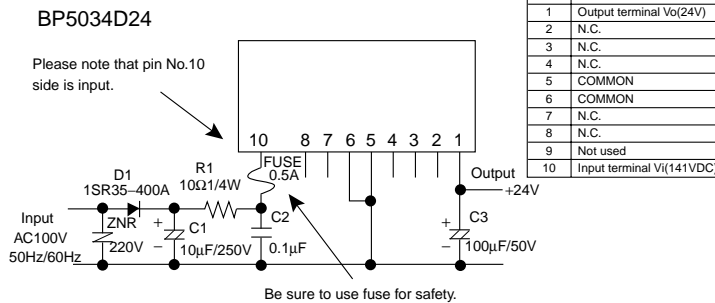 BP5034D24
Please note that pin No.10
side is input.
10 8 7 6 5 4 3 2 1
FUSE
0.5A
D1
1SR35–400A
R1
10Ω1/4W
Output
+24V
Input
AC100V
50Hz/60Hz
ZNR
220V
+
–
C1
10μF/250V
C2
0.1μF
+
–
C3
100μF/50V
Be sure to use fuse for safety.
1 Output terminal Vo(24V)
2 N.C.
3 N.C.
4 N.C.
5 COMMON
6 COMMON
7 N.C.
8 N.C.
9 Not used
10 Input terminal Vi(141VDC)